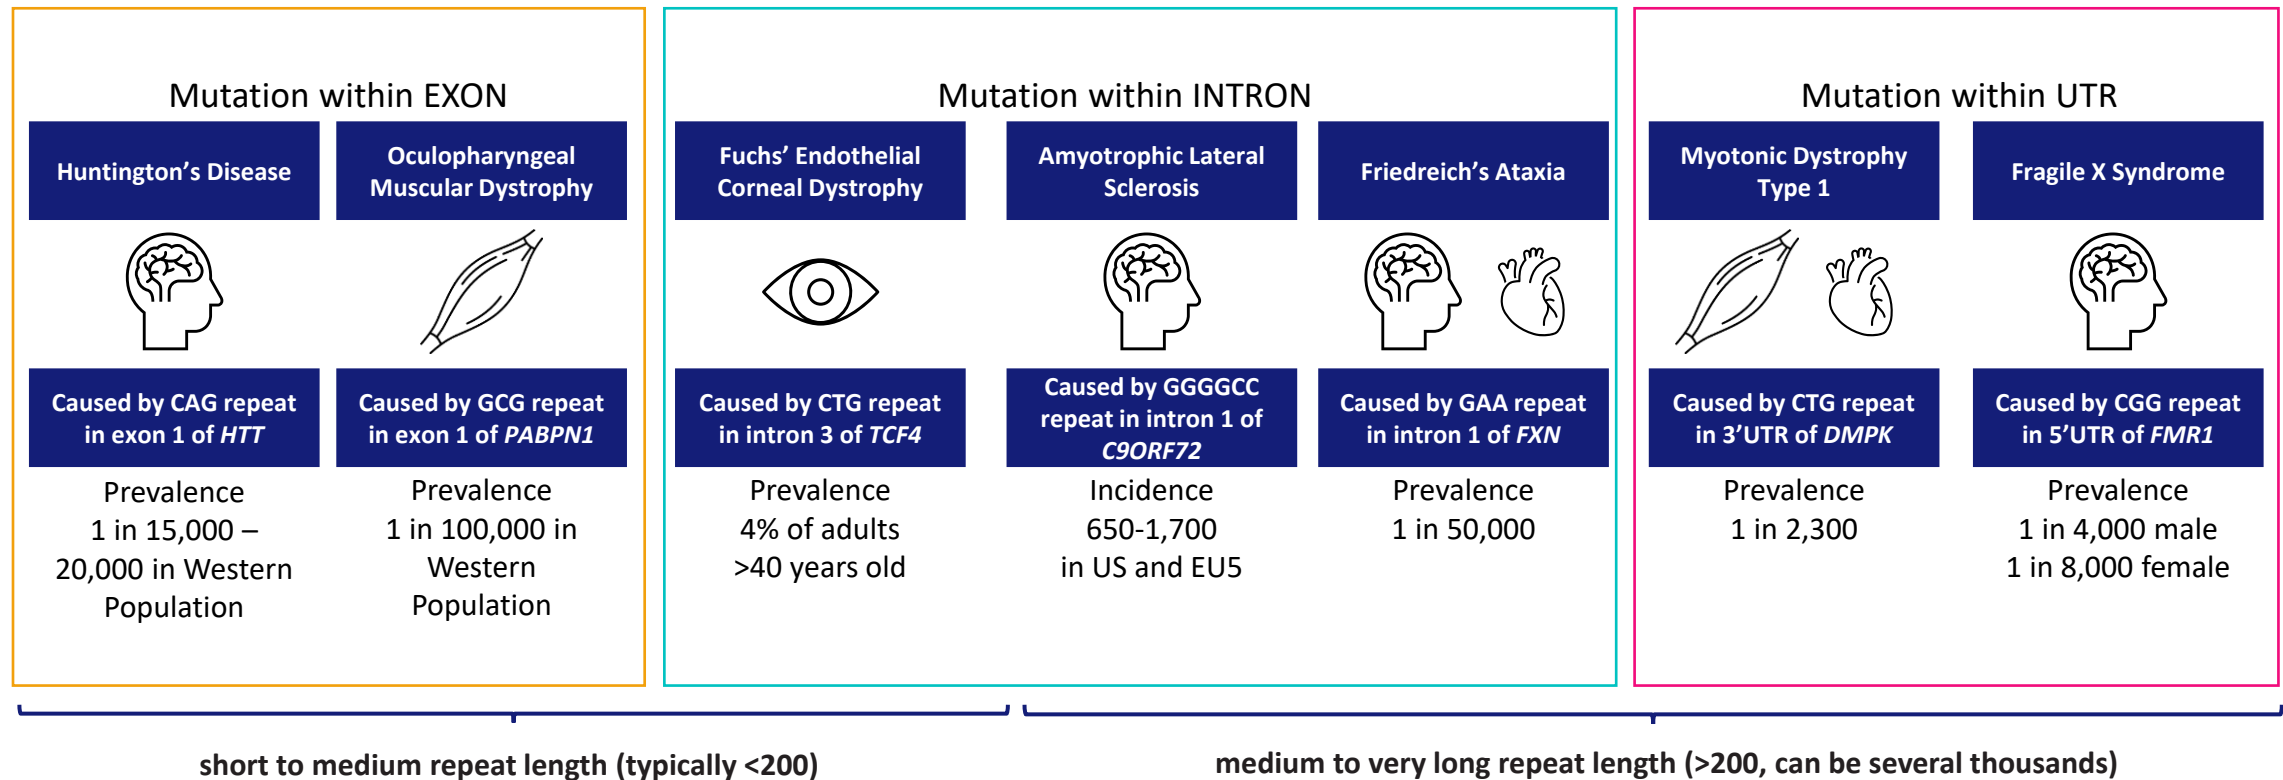 Mutation within EXON
Huntington's Disease
Oculopharyngeal
Muscular Dystrophy
Caused by CAG repeat
in exon 1 of HTT
Caused by GCG repeat
in exon 1 of PABPN1
Prevalence
1 in 15,000 –
20,000 in Western
Population
Prevalence
1 in 100,000 in
Western
Population
Mutation within INTRON
Fuchs' Endothelial
Corneal Dystrophy
Amyotrophic Lateral
Sclerosis
Friedreich's Ataxia
Caused by CTG repeat
in intron 3 of TCF4
Caused by GGGGCC
repeat in intron 1 of
C9ORF72
Caused by GAA repeat
in intron 1 of FXN
Prevalence
4% of adults
>40 years old
Incidence
650-1,700
in US and EU5
Prevalence
1 in 50,000
Mutation within UTR
Myotonic Dystrophy
Type 1
Fragile X Syndrome
Caused by CTG repeat
in 3'UTR of DMPK
Caused by CGG repeat
in 5'UTR of FMR1
Prevalence
1 in 2,300
Prevalence
1 in 4,000 male
1 in 8,000 female
short to medium repeat length (typically <200)
medium to very long repeat length (>200, can be several thousands)